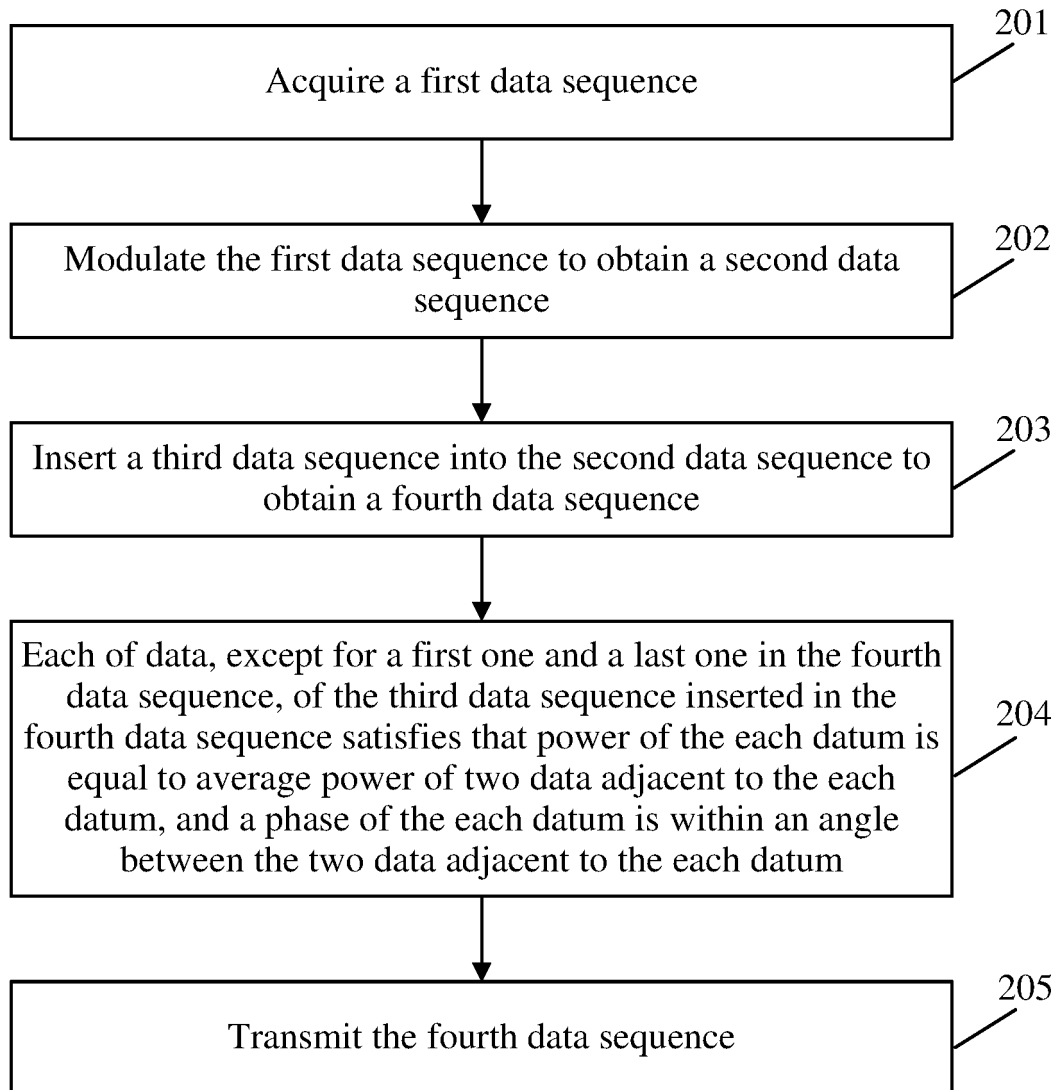 201
Acquire a first data sequence
202
Modulate the first data sequence to obtain a second data
sequence
203
Insert a third data sequence into the second data sequence to
obtain a fourth data sequence
204
Each of data, except for a first one and a last one in the fourth
data sequence, of the third data sequence inserted in the
fourth data sequence satisfies that power of the each datum is
equal to average power of two data adjacent to the each
datum, and a phase of the each datum is within an angle
between the two data adjacent to the each datum
205
Transmit the fourth data sequence